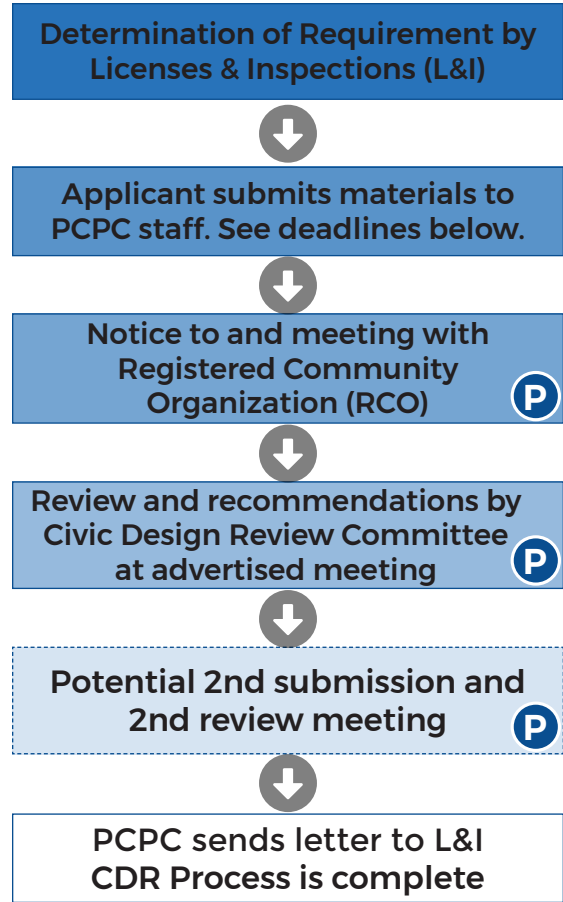 Determination of Requirement by
Licenses & Inspections (L&I)
Applicant submits materials to
PCPC staff. See deadlines below.
Notice to and meeting with
Registered Community
Organization (RCO)
P
Review and recommendations by
Civic Design Review Committee
at advertised meeting
P
Potential 2nd submission and
2nd review meeting
P
PCPC sends letter to L&I
CDR Process is complete